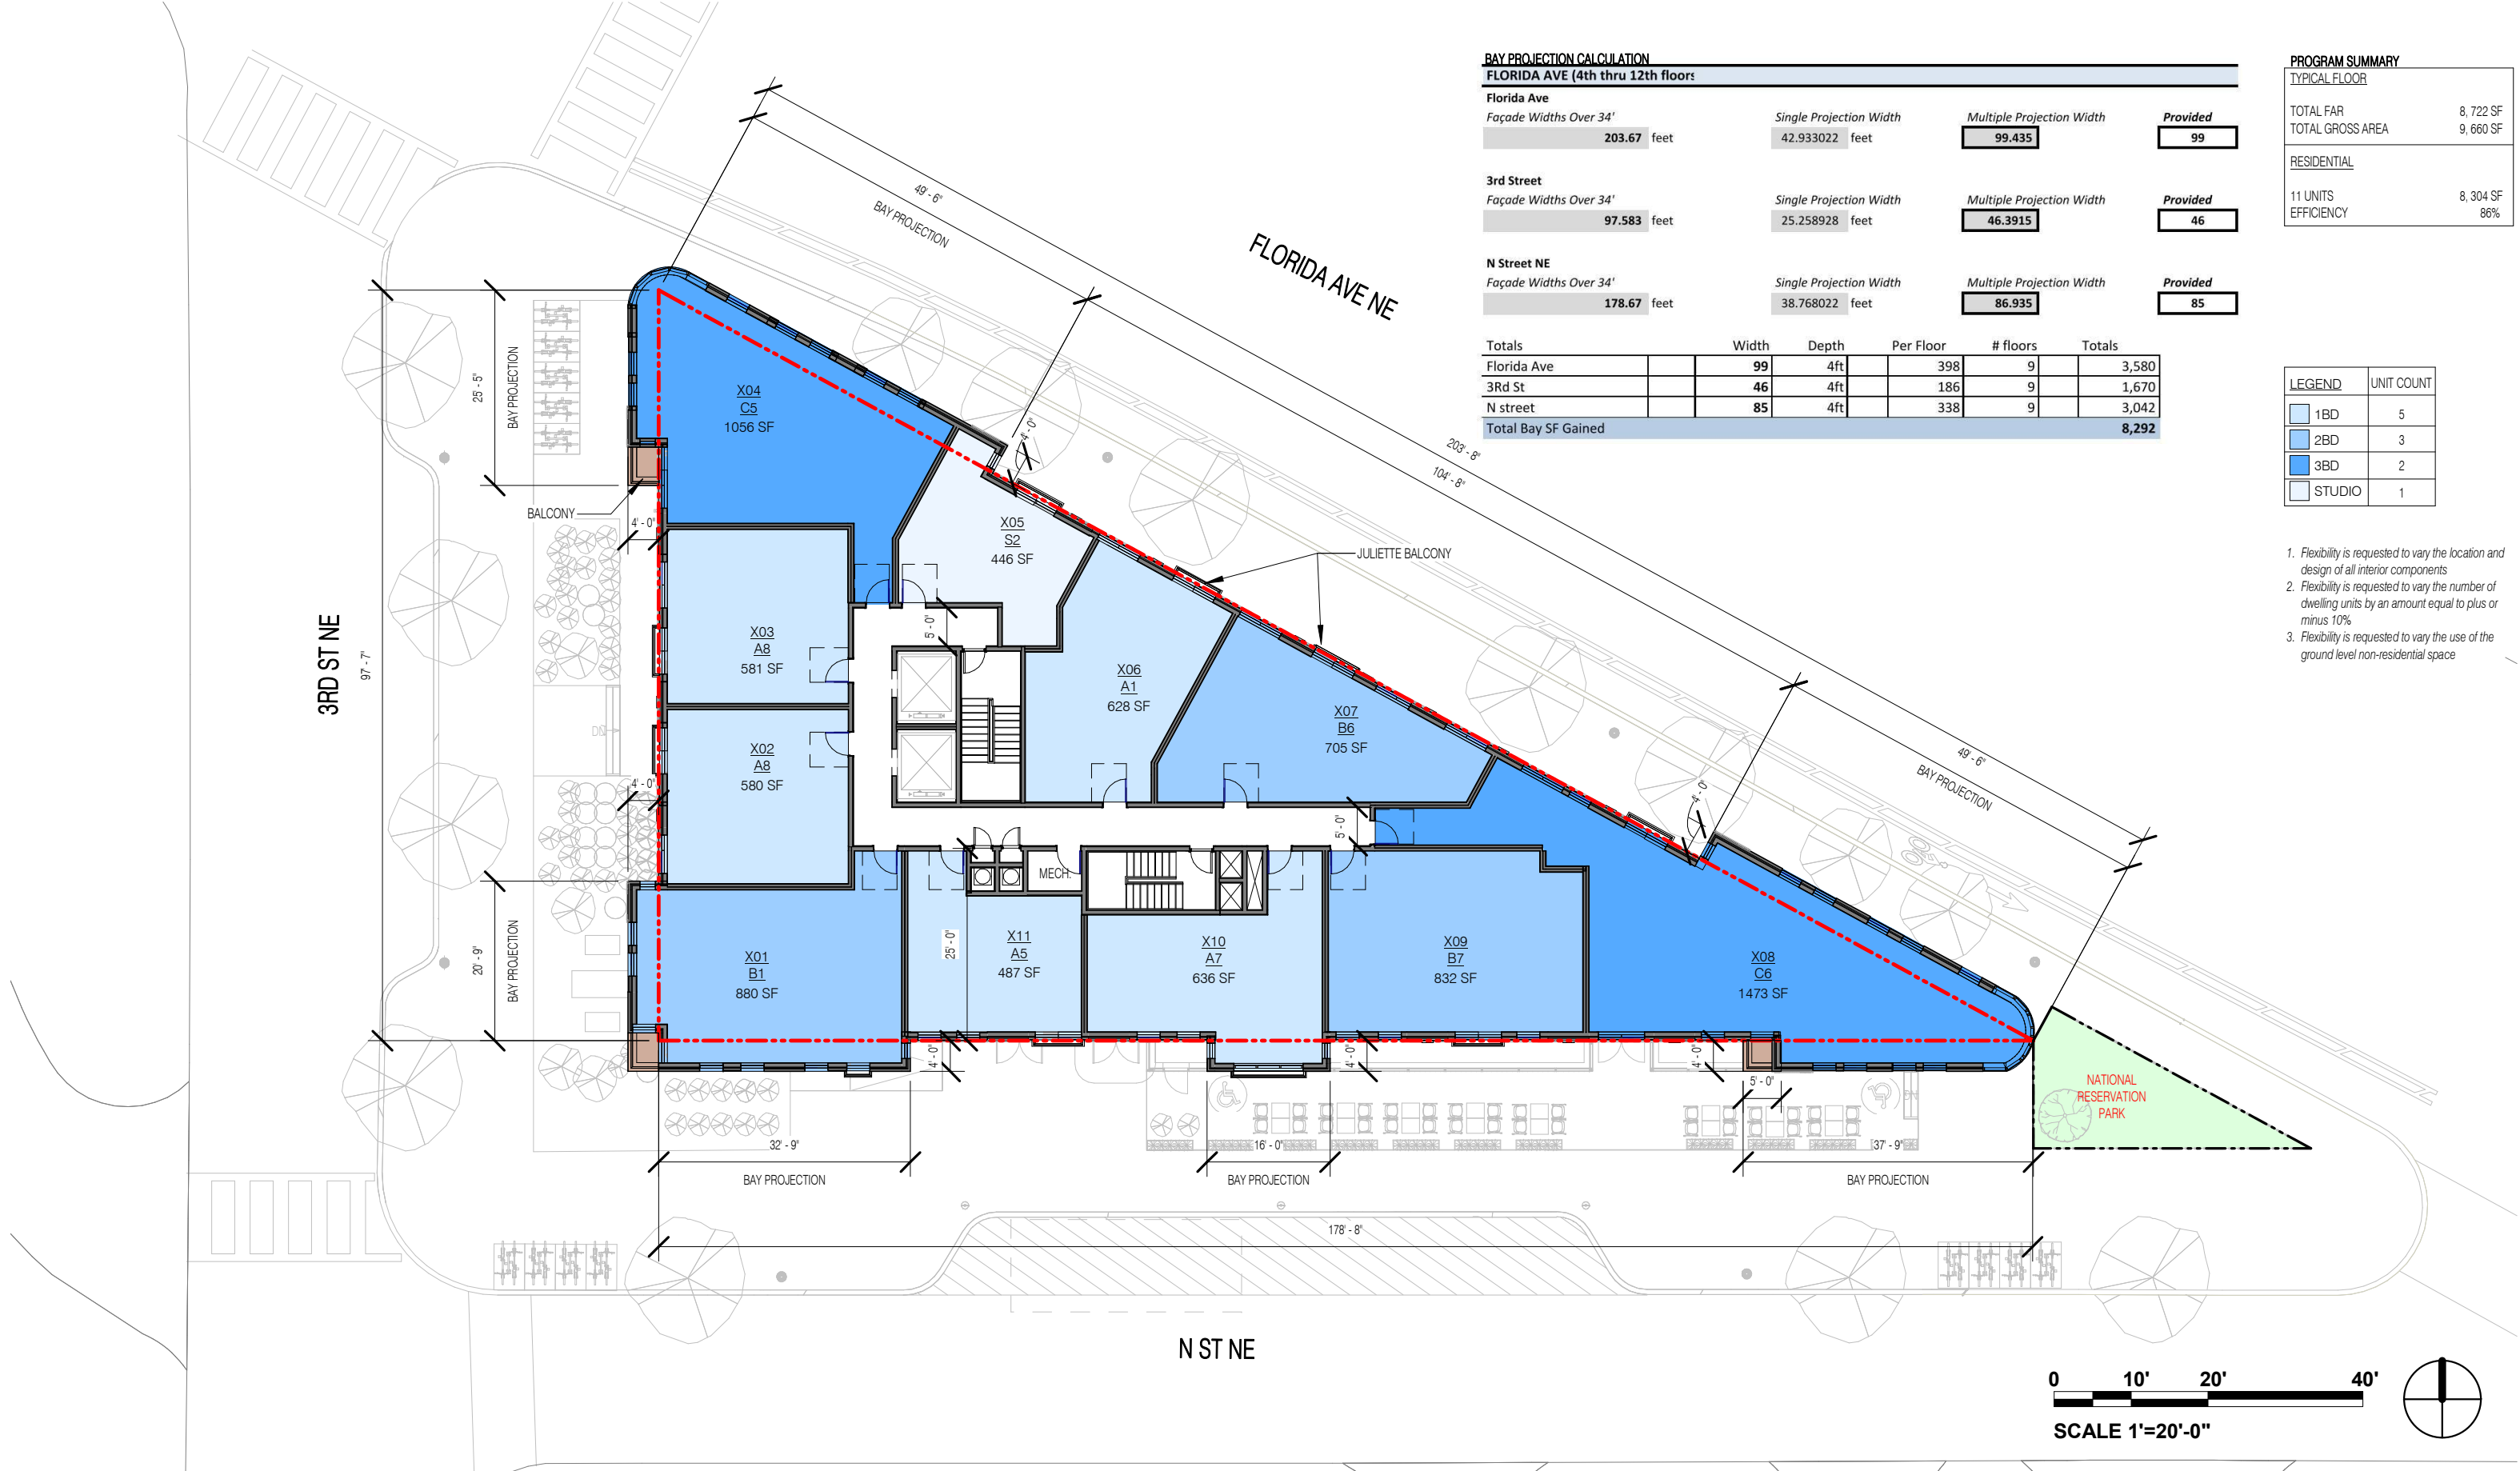 BAY PROJECTION CALCULATION
FLORIDA AVE (4th thru 12th floors
Florida Ave
Façade Widths Over 34' Single Projection Width Multiple Projection Width Provided
203.67 feet 42.933022 feet 99.435 99
3rd Street
Façade Widths Over 34' Single Projection Width Multiple Projection Width Provided
97.583 feet 25.258928 feet 46.3915 46
N Street NE
Façade Widths Over 34' Single Projection Width Multiple Projection Width Provided
178.67 feet 38.768022 feet 86.935 85
Totals Width Depth Per Floor # floors Totals
Florida Ave 99 4ft 398 9 3,580
3Rd St 46 4ft 186 9 1,670
N street 85 4ft 338 9 3,042
Total Bay SF Gained 8,292
PROGRAM SUMMARY
TYPICAL FLOOR
TOTAL FAR 8, 722 SF
TOTAL GROSS AREA 9, 660 SF
RESIDENTIAL
11 UNITS 8, 304 SF
EFFICIENCY 86%
LEGEND UNIT COUNT
1BD 5
2BD 3
3BD 2
STUDIO 1
1. Flexibility is requested to vary the location and
design of all interior components
2. Flexibility is requested to vary the number of
dwelling units by an amount equal to plus or
minus 10%
3. Flexibility is requested to vary the use of the
ground level non-residential space
FLORIDA AVE NE
49' - 6"
BAY PROJECTION
203' - 8"
104' - 8"
49' - 6"
BAY PROJECTION
4' - 0"
4' - 0"
3RD ST NE
97' - 7"
25' - 5"
BAY PROJECTION
BALCONY
4' - 0"
4' - 0"
20' - 9"
BAY PROJECTION
JULIETTE BALCONY
X04
C5
1056 SF
X05
S2
446 SF
X03
A8
581 SF
5' - 0"
X06
A1
628 SF
X07
B6
705 SF
X02
A8
580 SF
DN
5' - 0"
MECH.
X01
B1
880 SF
25' - 0"
X11
A5
487 SF
X10
A7
636 SF
X09
B7
832 SF
X08
C6
1473 SF
4' - 0"
4' - 0"
4' - 0"
5' - 0"
NATIONAL
RESERVATION
PARK
32' - 9"
BAY PROJECTION
16' - 0"
BAY PROJECTION
37' - 9"
BAY PROJECTION
178' - 8"
N ST NE
0 10' 20' 40'
SCALE 1'=20'-0"